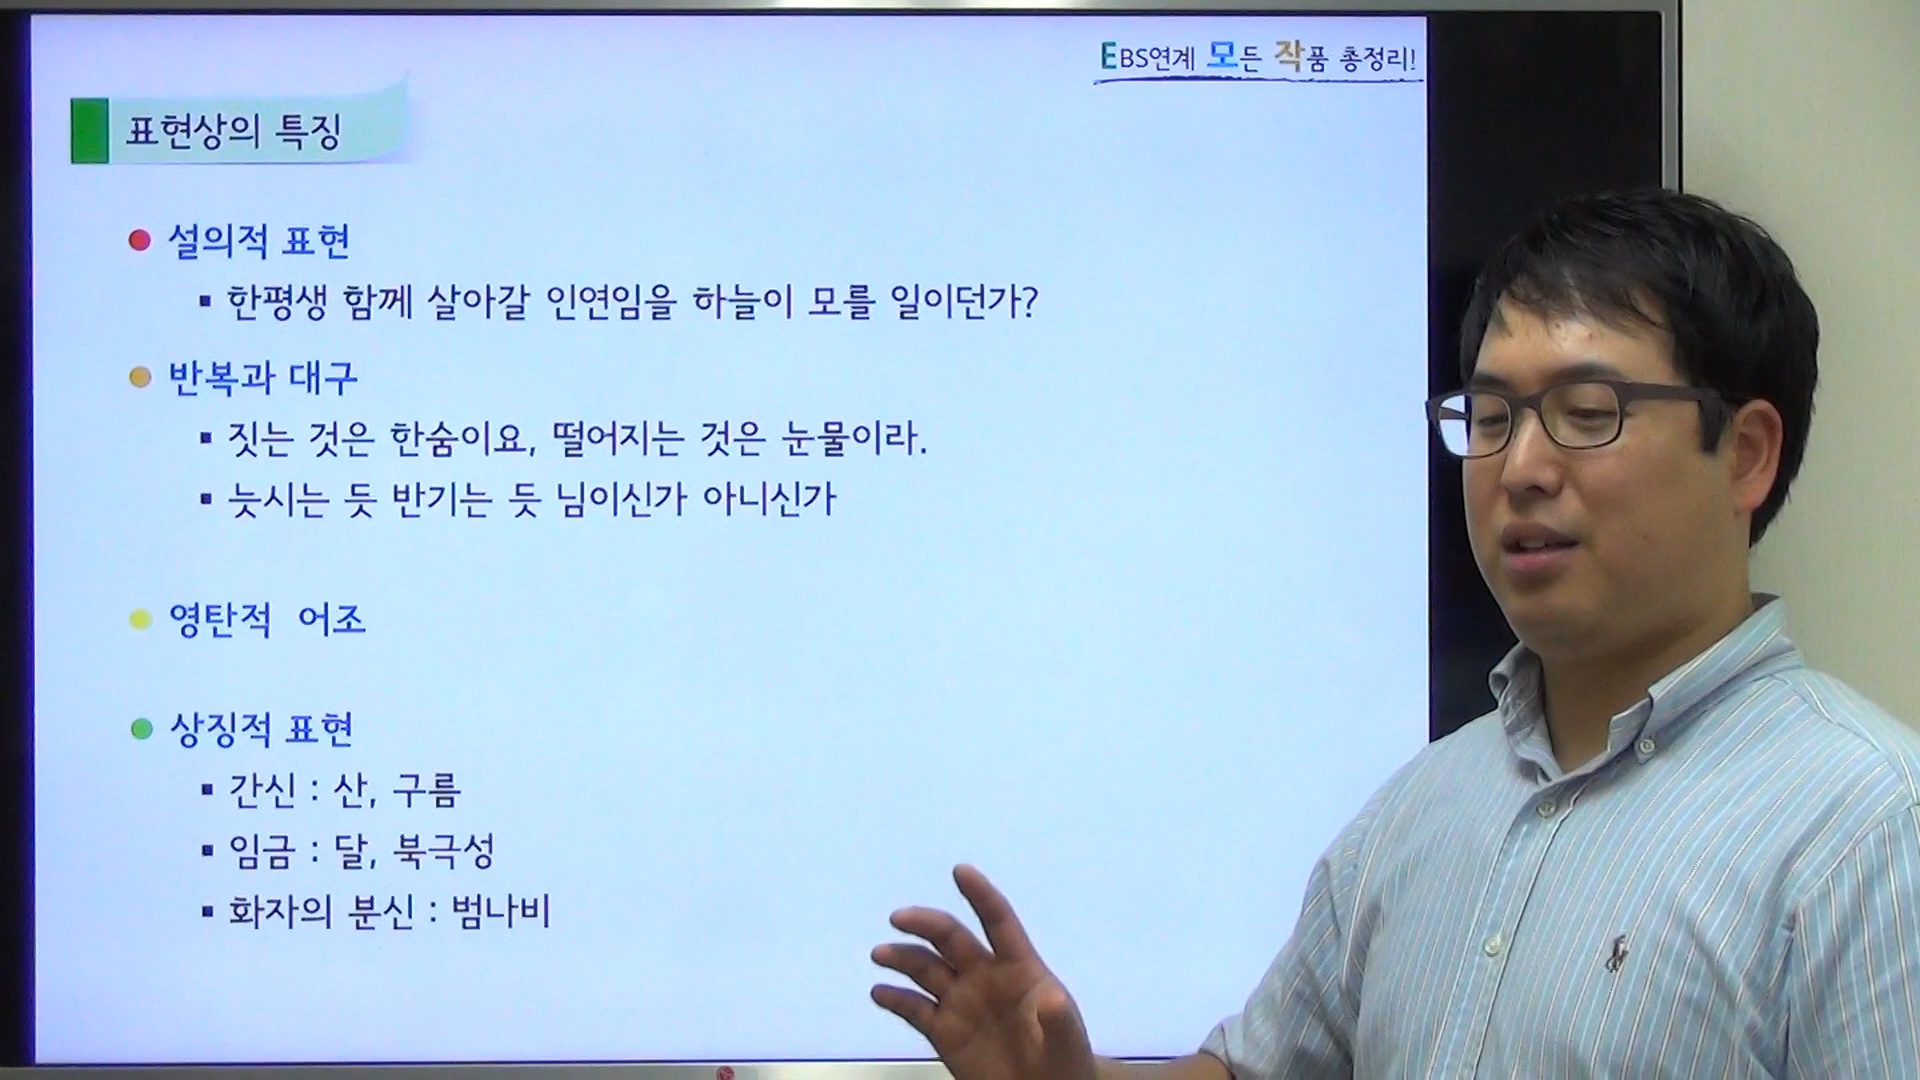 EBS연계 모든 작품 총정리!
표현상의 특징
설의적 표현
한평생 함께 살아갈 인연임을 하늘이 모를 일이던가?
반복과 대구
짓는 것은 한숨이요, 떨어지는 것은 눈물이라.
늣시는 듯 반기는 듯 님이신가 아니신가
영탄적 어조
상징적 표현
간신 : 산, 구름
임금 : 달, 북극성
화자의 분신 : 범나비